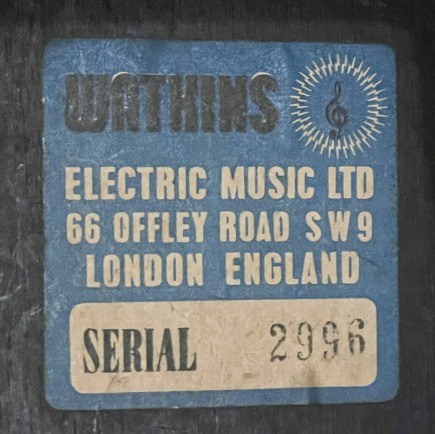 WATKINS
ELECTRIC MUSIC LTD
66 OFFLEY ROAD SW9
LONDON ENGLAND
SERIAL 2996